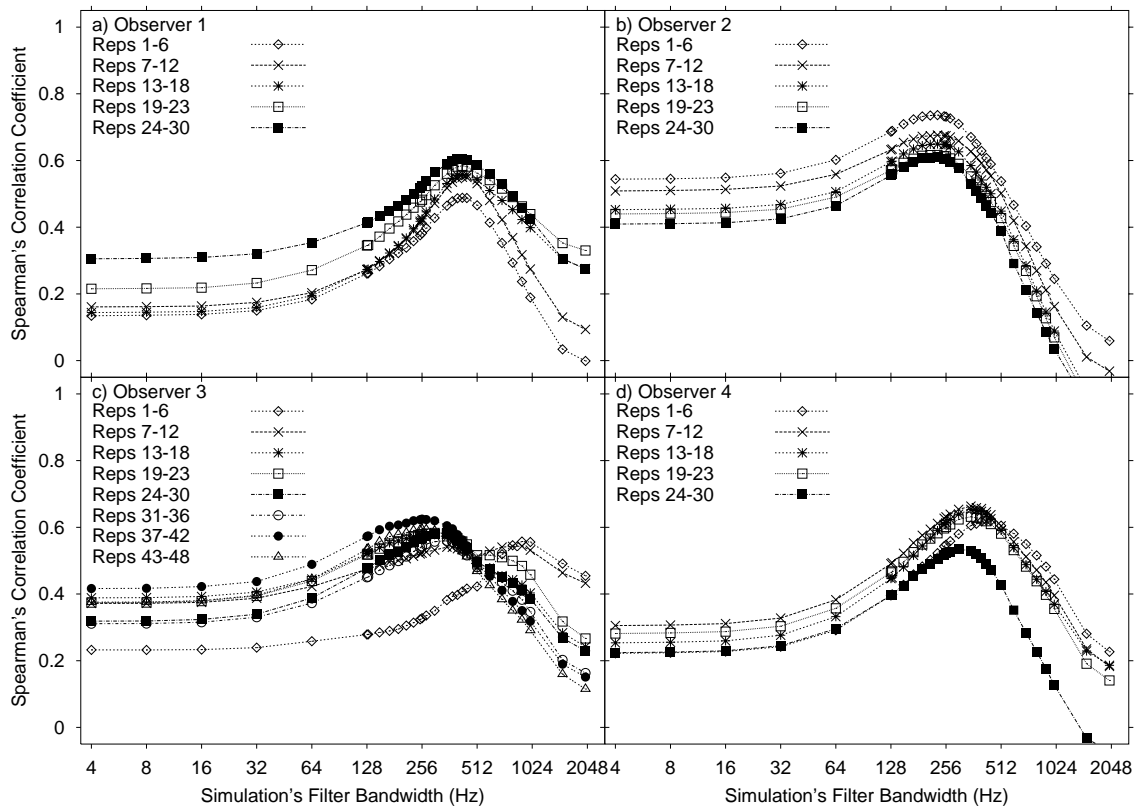 a) Observer 1
Reps 1-6
Reps 7-12
Reps 13-18
Reps 19-23
Reps 24-30
1
0.8
0.6
0.4
0.2
0
Spearman's Correlation Coefficient
b) Observer 2
Reps 1-6
Reps 7-12
Reps 13-18
Reps 19-23
Reps 24-30
c) Observer 3
Reps 1-6
Reps 7-12
Reps 13-18
Reps 19-23
Reps 24-30
Reps 31-36
Reps 37-42
Reps 43-48
1
0.8
0.6
0.4
0.2
0
Spearman's Correlation Coefficient
4 8 16 32 64 128 256 512 1024 2048
Simulation's Filter Bandwidth (Hz)
d) Observer 4
Reps 1-6
Reps 7-12
Reps 13-18
Reps 19-23
Reps 24-30
4 8 16 32 64 128 256 512 1024 2048
Simulation's Filter Bandwidth (Hz)